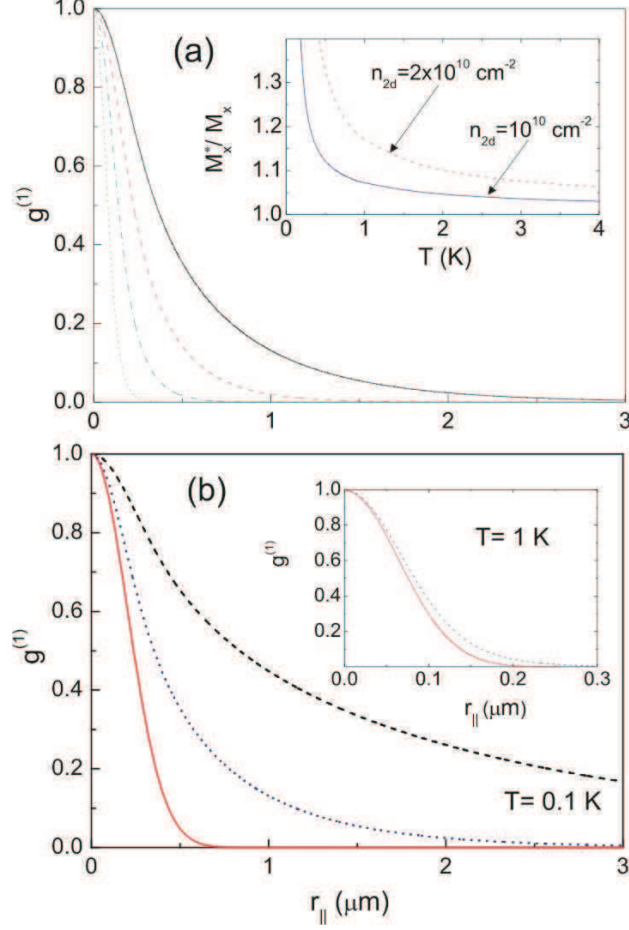 1.0
0.8
0.6
0.4
0.2
0.0
g(1)
(a)
0
1
2
3
1.3
1.2
1.1
1.0
Mx*/ Mx
n2d=2x10^10 cm^-2
n2d=10^10 cm^-2
0
1
2
3
4
T (K)
1.0
0.8
0.6
0.4
0.2
0.0
g(1)
(b)
1.0
0.8
0.6
0.4
0.2
g(1)
T= 1 K
0.0
0.1
0.2
0.3
r|| (μm)
T= 0.1 K
0
1
2
3
r|| (μm)